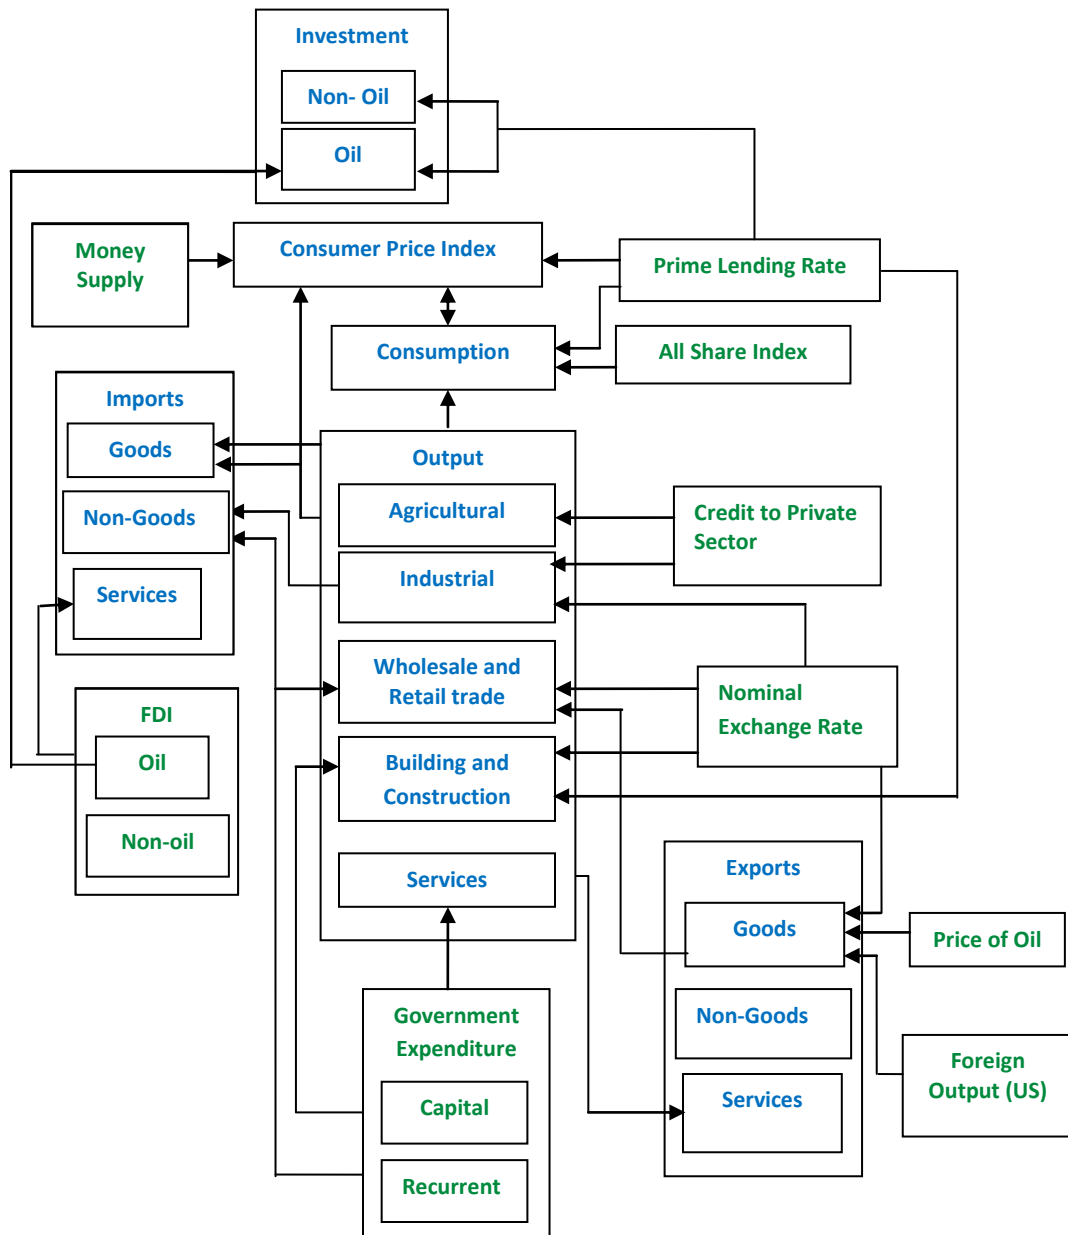 Investment
Non- Oil
Oil
Money
Supply
Consumer Price Index
Prime Lending Rate
Consumption
All Share Index
Imports
Goods
Non-Goods
Services
Output
Agricultural
Industrial
Wholesale and
Retail trade
Building and
Construction
Services
Credit to Private
Sector
Nominal
Exchange Rate
FDI
Oil
Non-oil
Exports
Goods
Non-Goods
Services
Price of Oil
Foreign
Output (US)
Government
Expenditure
Capital
Recurrent